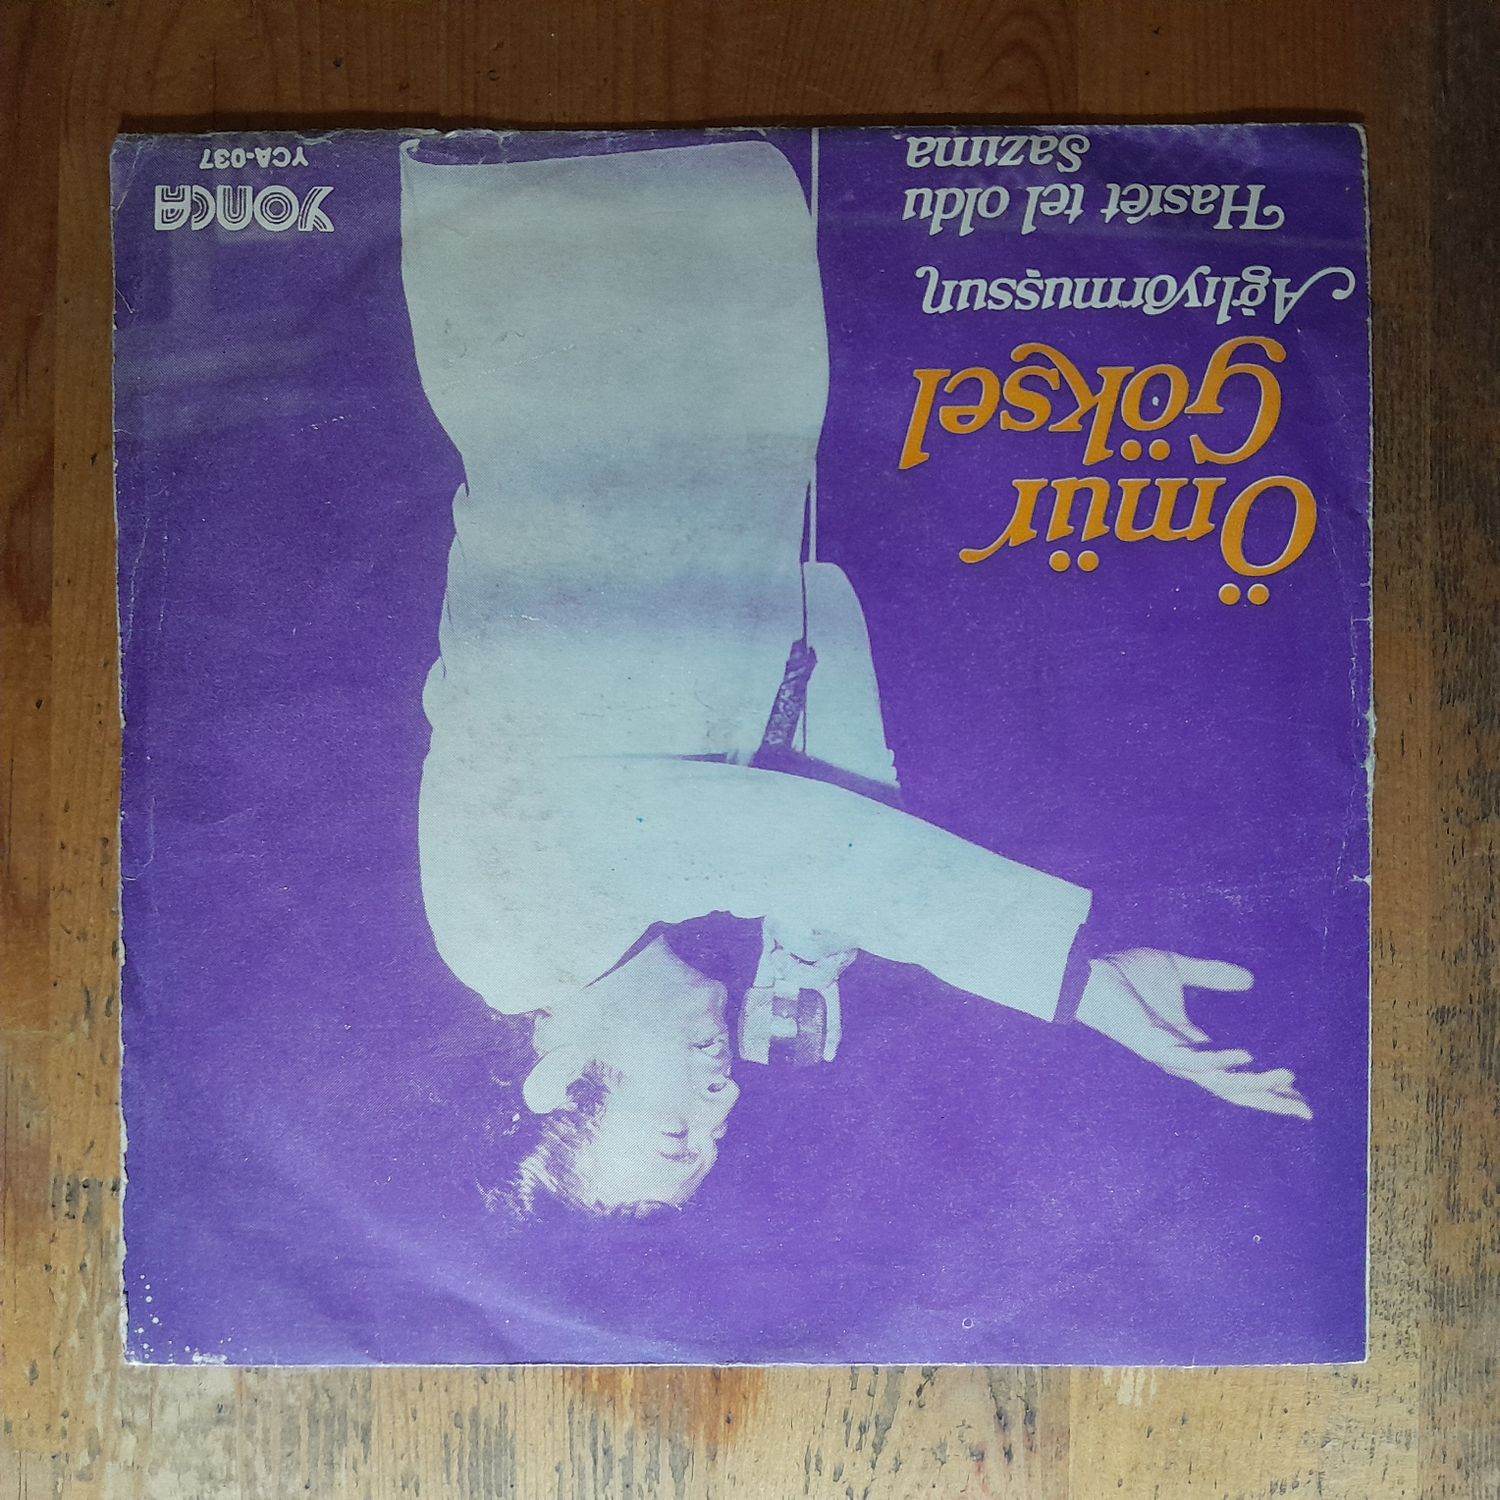 Ömür
Göksel
Ağlıyormuşsun
Hasret tel oldu
Sazıma
YONCA
YCA-037